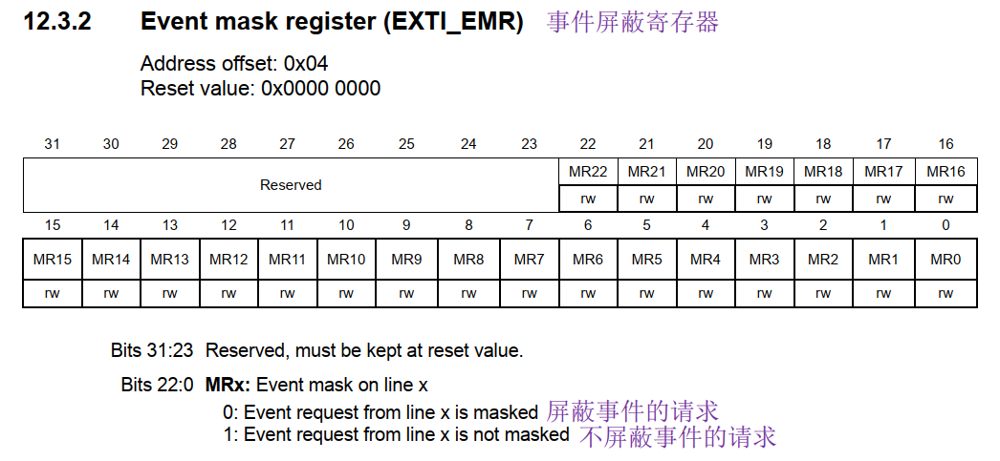 12.3.2 Event mask register (EXTI_EMR) 事件屏蔽寄存器
Address offset: 0x04
Reset value: 0x0000 0000
31 30 29 28 27 26 25 24 23 22 21 20 19 18 17 16
Reserved MR22 MR21 MR20 MR19 MR18 MR17 MR16
rw rw rw rw rw rw rw
15 14 13 12 11 10 9 8 7 6 5 4 3 2 1 0
MR15 MR14 MR13 MR12 MR11 MR10 MR9 MR8 MR7 MR6 MR5 MR4 MR3 MR2 MR1 MR0
rw rw rw rw rw rw rw rw rw rw rw rw rw rw rw rw
Bits 31:23 Reserved, must be kept at reset value.
Bits 22:0 MRx: Event mask on line x
0: Event request from line x is masked 屏蔽事件的请求
1: Event request from line x is not masked 不屏蔽事件的请求